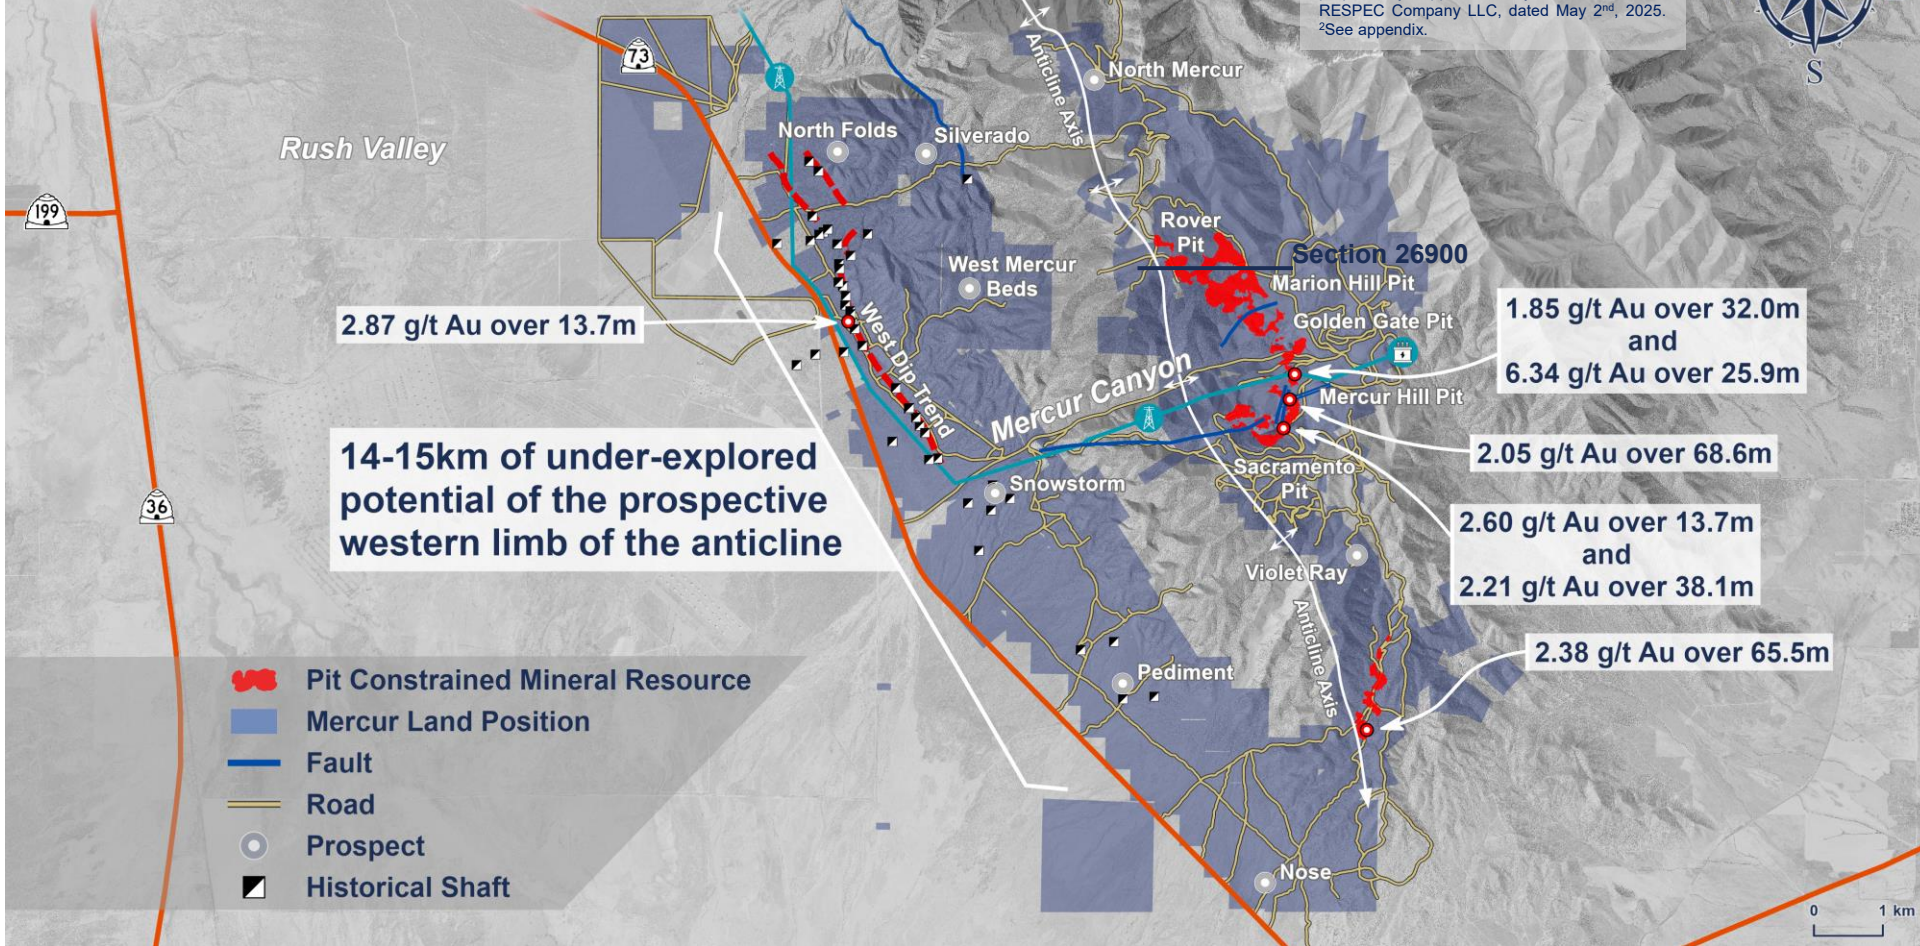 RESPEC Company LLC, dated May 2nd, 2025.
²See appendix.
S
73
North Mercur
Anticline Axis
North Folds
Silverado
Rush Valley
199
Rover
Pit
Section 26900
West Mercur
Beds
Marion Hill Pit
2.87 g/t Au over 13.7m
West Dip Trend
Golden Gate Pit
1.85 g/t Au over 32.0m
and
6.34 g/t Au over 25.9m
Mercur Canyon
Mercur Hill Pit
14-15km of under-explored
potential of the prospective
western limb of the anticline
2.05 g/t Au over 68.6m
Sacramento
Pit
Snowstorm
36
2.60 g/t Au over 13.7m
and
2.21 g/t Au over 38.1m
Violet Ray
Anticline Axis
2.38 g/t Au over 65.5m
Pediment
Pit Constrained Mineral Resource
Mercur Land Position
Fault
Road
Prospect
Historical Shaft
Nose
0 1 km